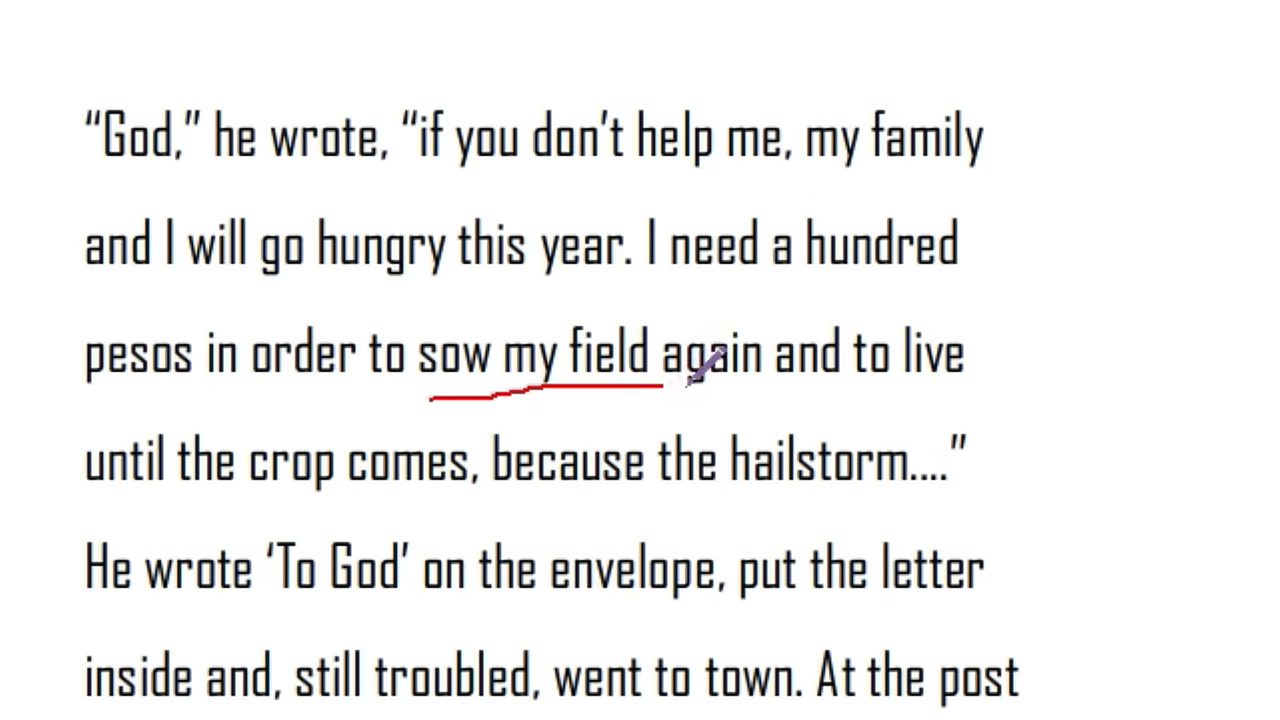 “God,” he wrote, “if you don’t help me, my family
and I will go hungry this year. I need a hundred
pesos in order to sow my field again and to live
until the crop comes, because the hailstorm....”
He wrote ‘To God’ on the envelope, put the letter
inside and, still troubled, went to town. At the post